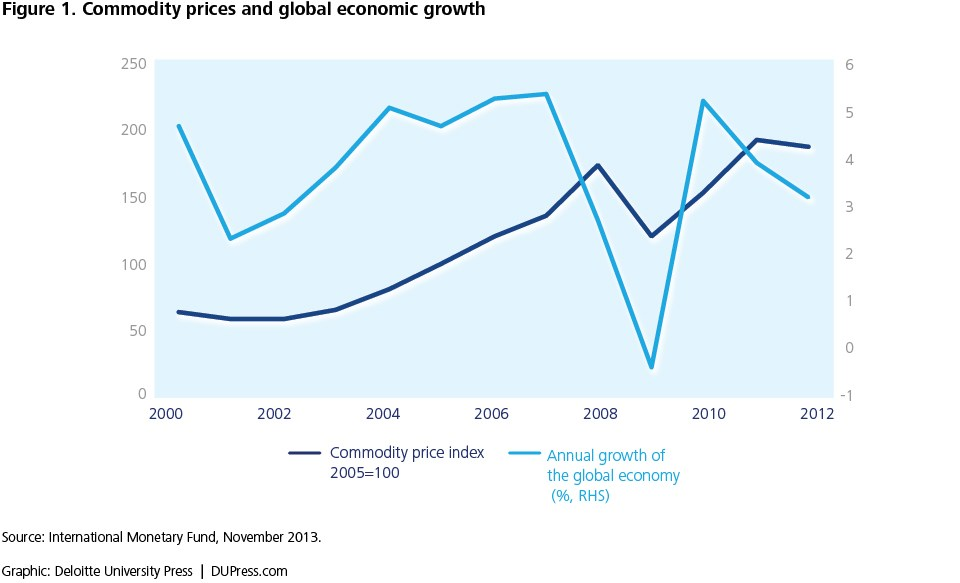 Figure 1. Commodity prices and global economic growth
250
200
150
100
50
0
6
5
4
3
2
1
0
-1
2000 2002 2004 2006 2008 2010 2012
Commodity price index
2005=100
Annual growth of
the global economy
(%, RHS)
Source: International Monetary Fund, November 2013.
Graphic: Deloitte University Press | DUPress.com